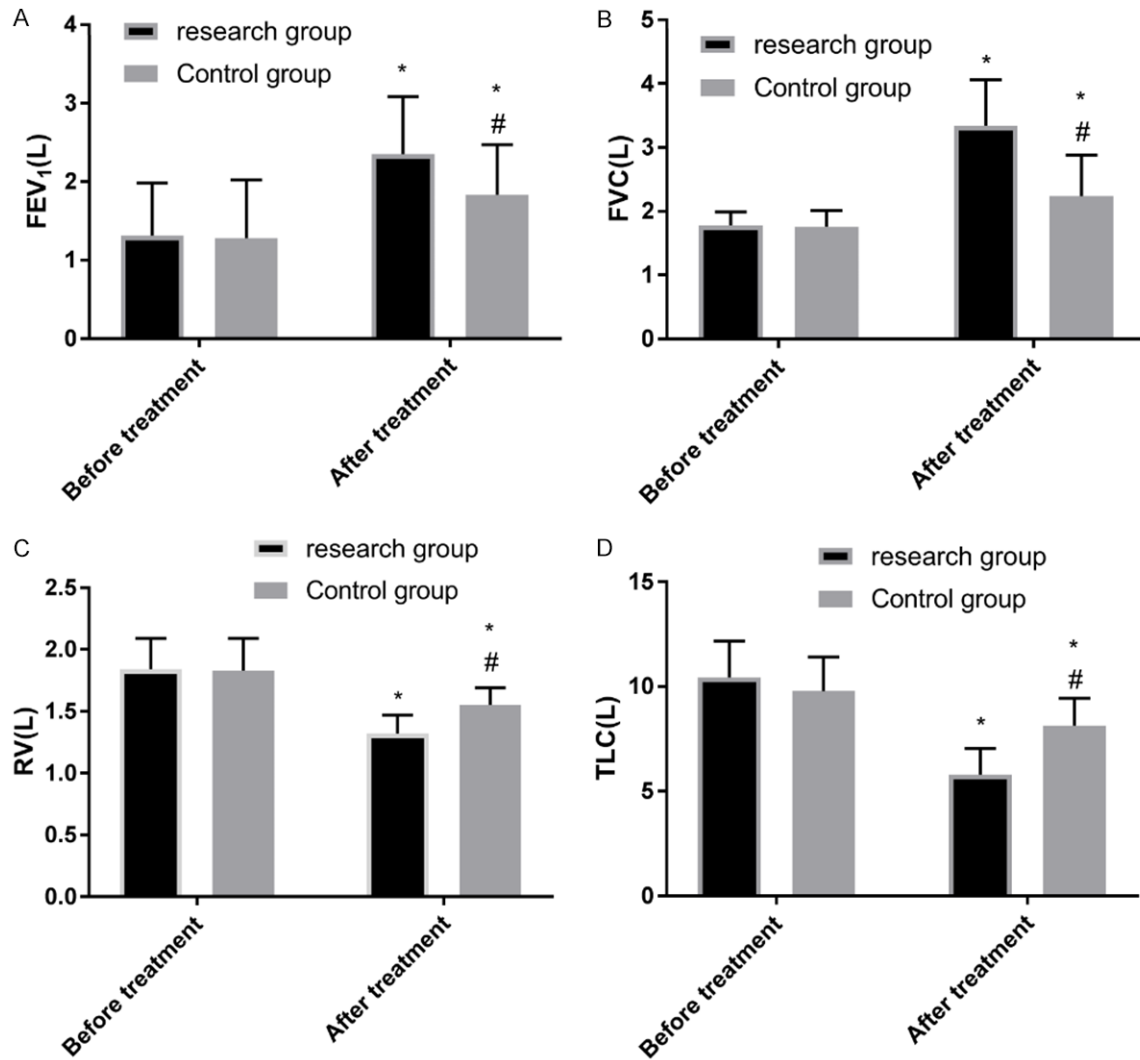 A
research group
Control group
FEV₁(L)
4
3
2
1
0
*
*
#
Before treatment
After treatment
B
research group
Control group
FVC(L)
5
4
3
2
1
0
*
*
#
Before treatment
After treatment
C
research group
Control group
RV(L)
2.5
2.0
1.5
1.0
0.5
0.0
*
*
#
Before treatment
After treatment
D
research group
Control group
TLC(L)
15
10
5
0
*
*
#
Before treatment
After treatment